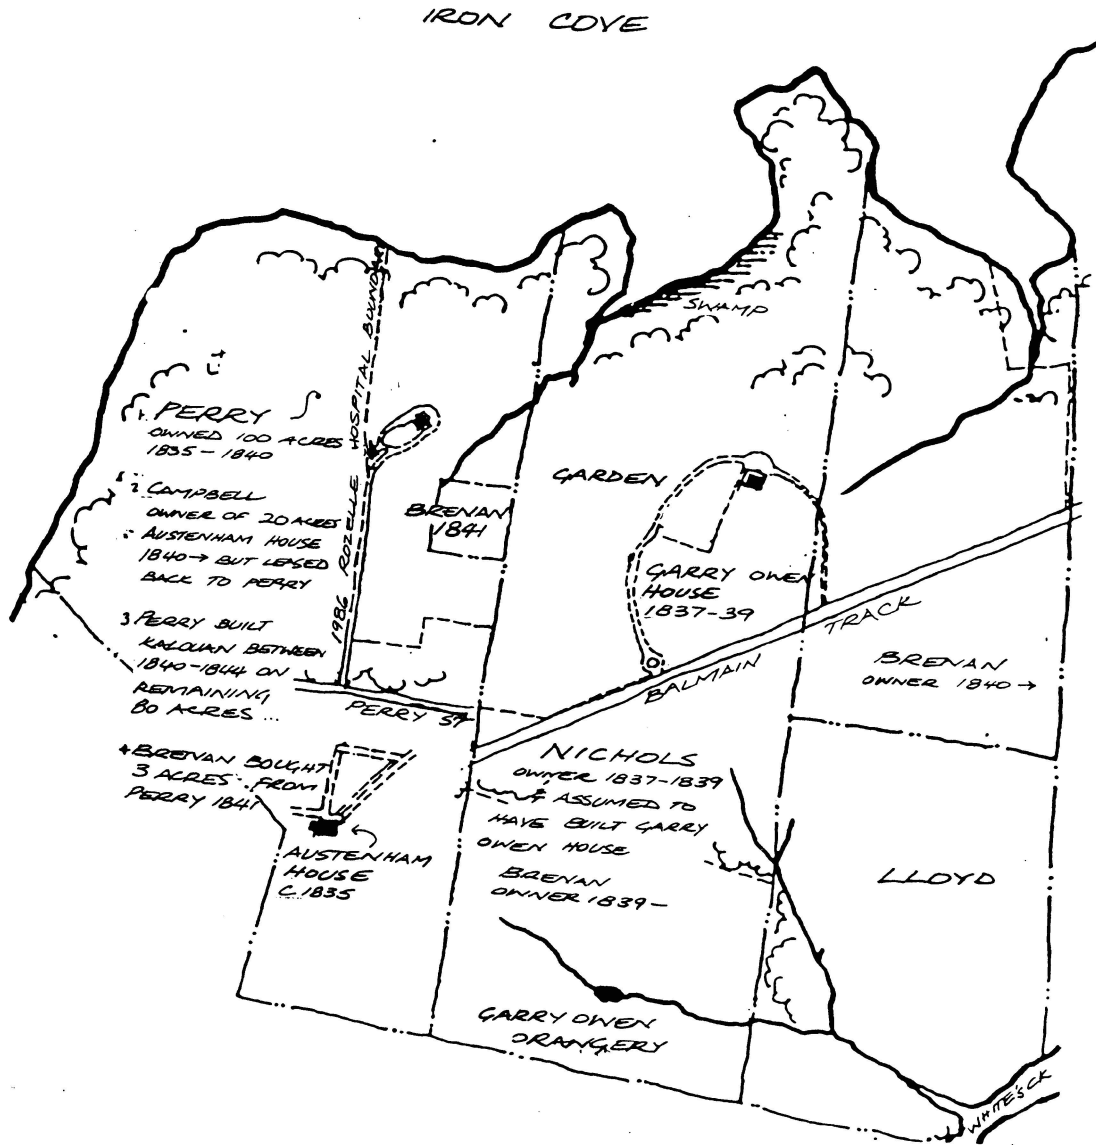 IRON COVE
SWAMP
1. PERRY
OWNED 100 ACRES
1835-1840
2 CAMPBELL
OWNER OF 20 ACRES
AUSTENHAM HOUSE
1840→ BUT LEASED
BACK TO PERRY
3 PERRY BUILT
KALOUAN BETWEEN
1840-1844 ON
REMAINING
80 ACRES ...
4 BRENAN BOUGHT
3 ACRES FROM
PERRY 1841
1986 ROZELLE HOSPITAL BOUNDARY
BRENAN
1841
GARDEN
GARRY OWEN
HOUSE
1837-39
BALMAIN TRACK
PERRY ST
BRENAN
OWNER 1840→
NICHOLS
OWNER 1837-1839
& ASSUMED TO
HAVE BUILT GARRY
OWEN HOUSE
BRENAN
OWNER 1839-
LLOYD
AUSTENHAM
HOUSE
C.1835
GARRY OWEN
ORANGERY
WHITE'S CK